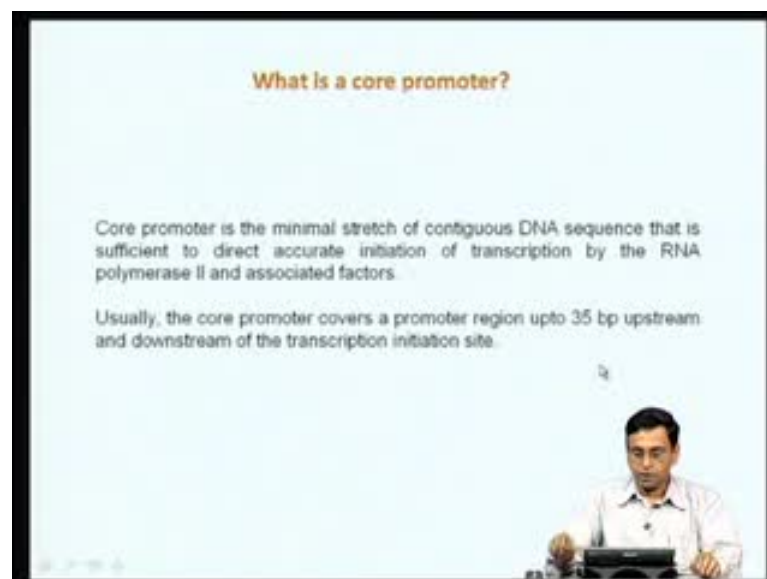 What is a core promoter?
Core promoter is the minimal stretch of contiguous DNA sequence that is
sufficient to direct accurate initiation of transcription by the RNA
polymerase II and associated factors.
Usually, the core promoter covers a promoter region upto 35 bp upstream
and downstream of the transcription initiation site.